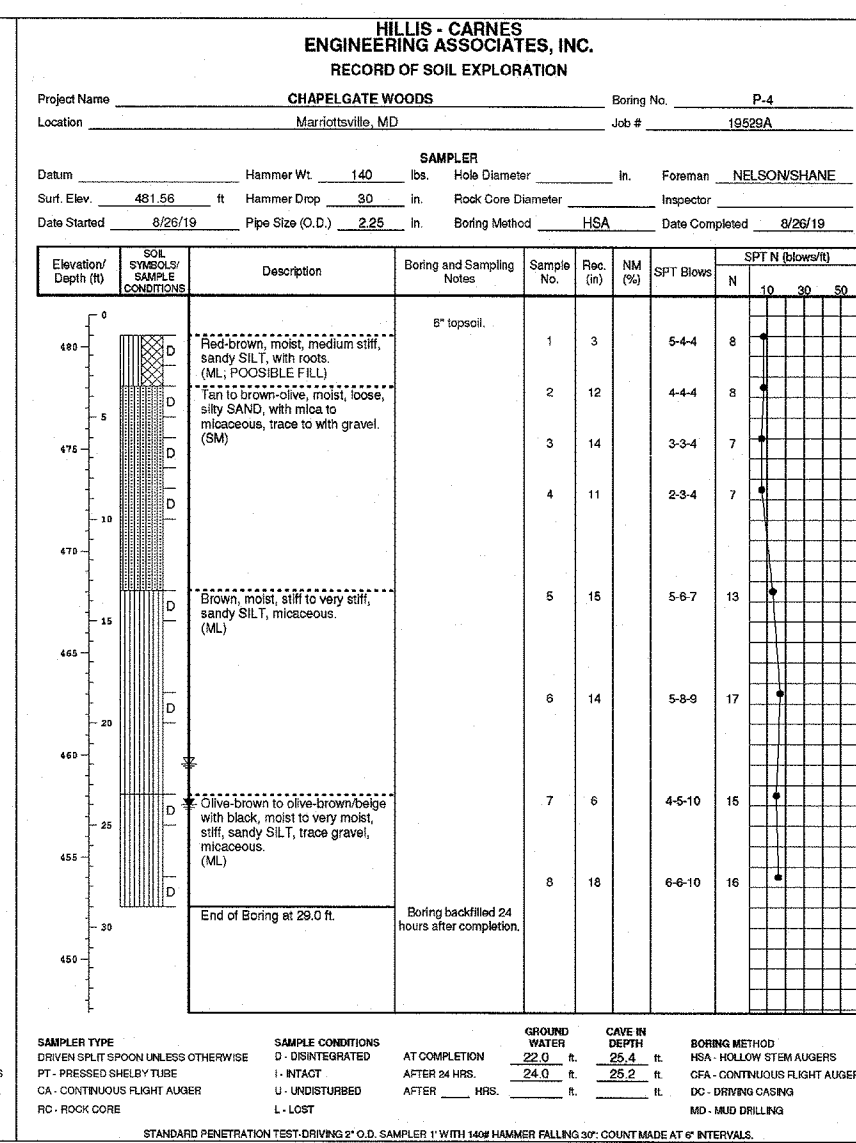 HILLIS - CARNES
ENGINEERING ASSOCIATES, INC.
RECORD OF SOIL EXPLORATION
Project Name CHAPELGATE WOODS Boring No. P-4
Location Marriottsville, MD Job # 19529A
SAMPLER
Datum Hammer Wt. 140 lbs. Hole Diameter in. Foreman NELSON/SHANE
Surf. Elev. 481.56 ft Hammer Drop 30 in. Rock Core Diameter Inspector
Date Started 8/26/19 Pipe Size (O.D.) 2.25 in. Boring Method HSA Date Completed 8/26/19
Elevation/ Depth (ft) SOIL SYMBOLS/ SAMPLE CONDITIONS Description Boring and Sampling Notes Sample No. Rec. (in) NM (%) SPT Blows SPT N (blows/ft)
N 10 30 50
0
6" topsoil.
480 D Red-brown, moist, medium stiff, 1 3 5-4-4 8
sandy SILT, with roots.
(ML; POOSIBLE FILL)
D Tan to brown-olive, moist, loose, 2 12 4-4-4 8
5 silty SAND, with mica to
micaceous, trace to with gravel.
475 D (SM) 3 14 3-3-4 7
D 4 11 2-3-4 7
10
470
D Brown, moist, stiff to very stiff, 5 15 5-6-7 13
15 sandy SILT, micaceous.
(ML)
465
D 6 14 5-8-9 17
20
460
D Olive-brown to olive-brown/beige 7 6 4-5-10 15
25 with black, moist to very moist,
stiff, sandy SILT, trace gravel,
455 micaceous.
(ML)
D 8 18 6-6-10 16
End of Boring at 29.0 ft. Boring backfilled 24
30 hours after completion.
450
GROUND WATER CAVE IN DEPTH
SAMPLER TYPE SAMPLE CONDITIONS BORING METHOD
DRIVEN SPLIT SPOON UNLESS OTHERWISE D - DISINTEGRATED AT COMPLETION 22.0 ft. 25.4 ft. HSA - HOLLOW STEM AUGERS
PT - PRESSED SHELBY TUBE I - INTACT AFTER 24 HRS. 24.0 ft. 25.2 ft. CFA - CONTINUOUS FLIGHT AUGER
CA - CONTINUOUS FLIGHT AUGER U - UNDISTURBED AFTER HRS. ft. ft. DC - DRIVING CASING
RC - ROCK CORE L - LOST MD - MUD DRILLING
STANDARD PENETRATION TEST-DRIVING 2" O.D. SAMPLER 1' WITH 140# HAMMER FALLING 30": COUNT MADE AT 6" INTERVALS.